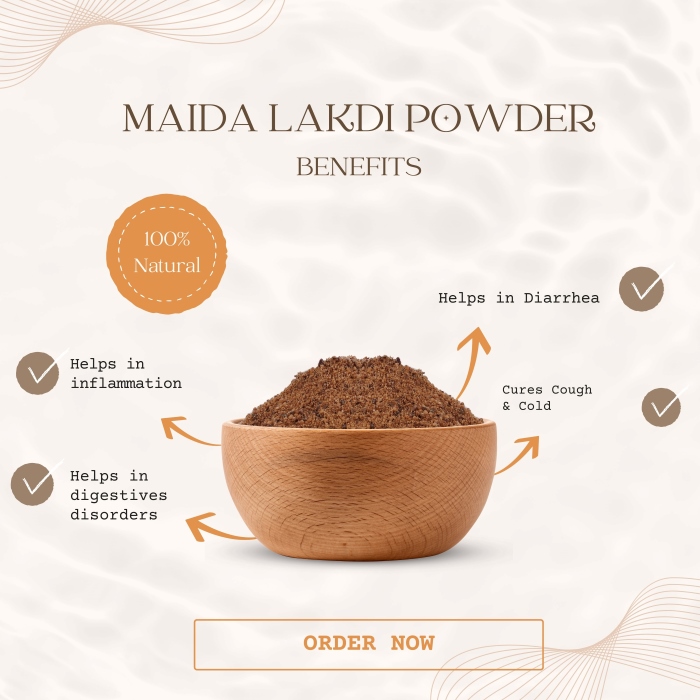 MAIDA LAKDI POWDER
BENEFITS
100%
Natural
Helps in Diarrhea
Helps in
inflammation
Cures Cough
& Cold
Helps in
digestives
disorders
ORDER NOW